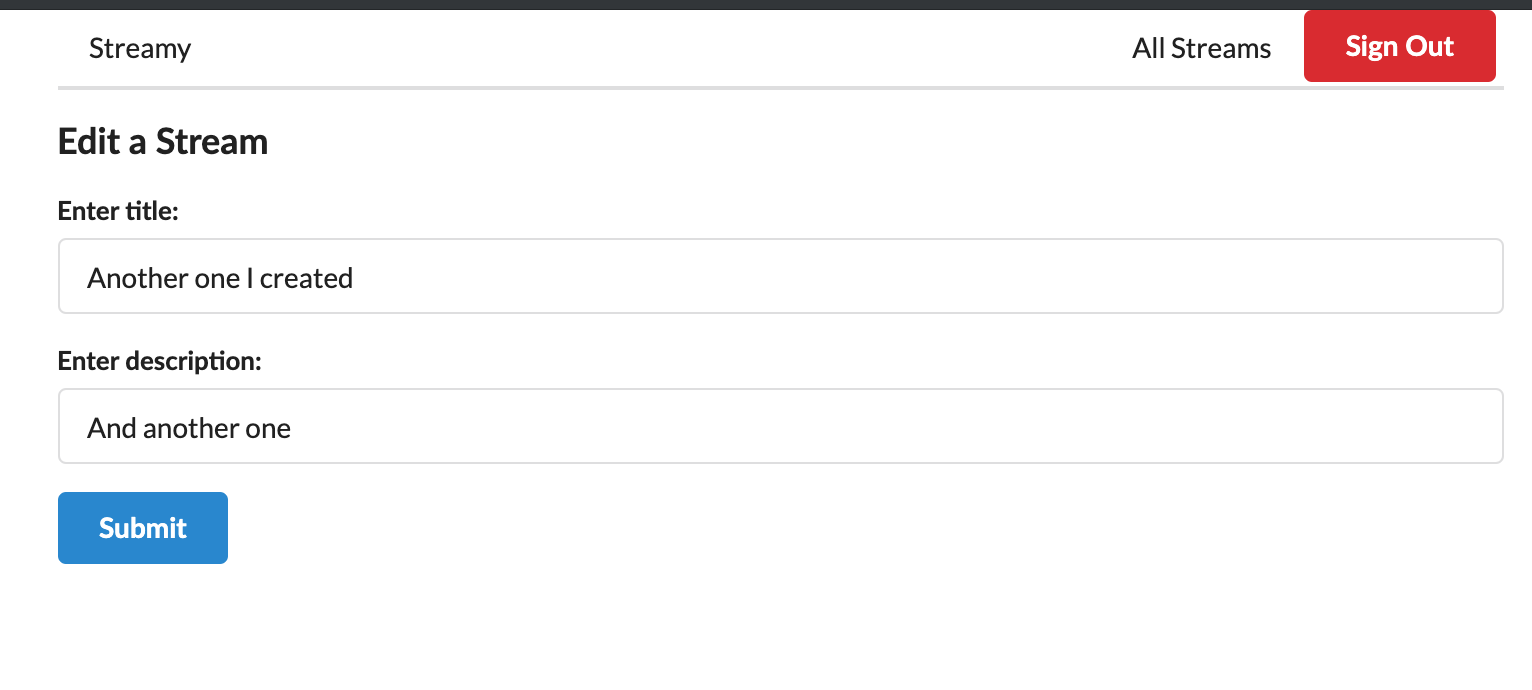 Streamy All Streams Sign Out
Edit a Stream
Enter title:
Another one I created
Enter description:
And another one
Submit